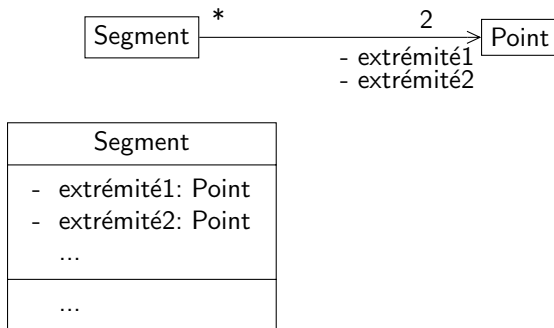 Segment
*
2
Point
- extrémité1
- extrémité2
Segment
- extrémité1: Point
- extrémité2: Point
...
...